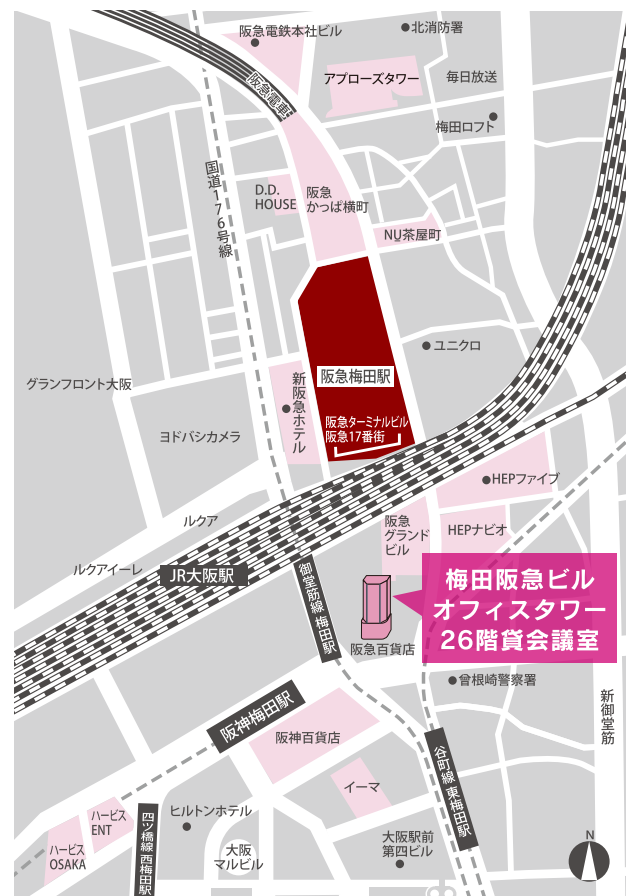 阪急電鉄本社ビル
北消防署
アプローズタワー
毎日放送
阪急電車
梅田ロフト
国道176号線
D.D.
HOUSE
阪急
かっぱ横町
NU茶屋町
ユニクロ
阪急梅田駅
グランフロント大阪
新阪急ホテル
阪急ターミナルビル
阪急17番街
ヨドバシカメラ
HEPファイブ
ルクア
阪急
グランド
ビル
HEPナビオ
ルクアイーレ
JR大阪駅
御堂筋線 梅田駅
梅田阪急ビル
オフィスタワー
26階貸会議室
阪急百貨店
曾根崎警察署
新御堂筋
阪神梅田駅
阪神百貨店
谷町線 東梅田駅
イーマ
ハービス
ENT
ヒルトンホテル
四ツ橋線 西梅田駅
ハービス
OSAKA
大阪
マルビル
大阪駅前
第四ビル
N